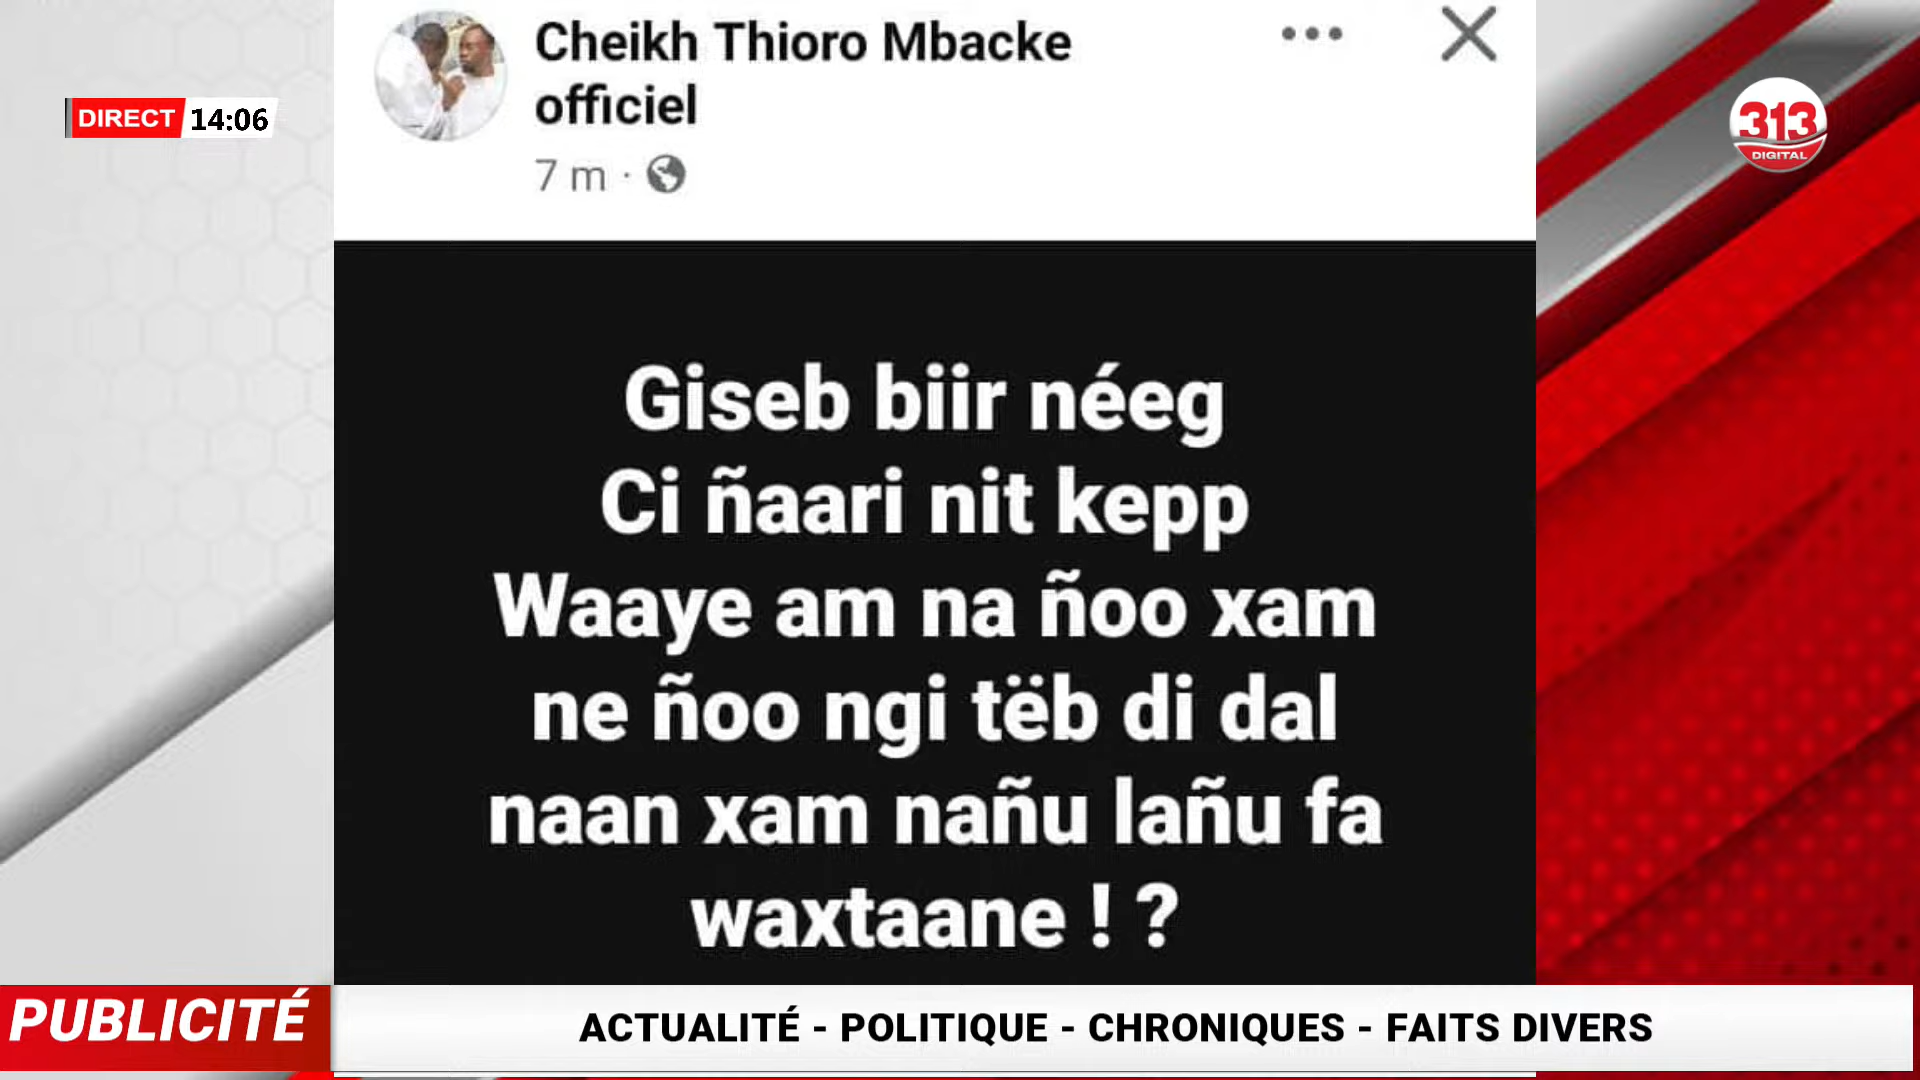 Cheikh Thioro Mbacke
officiel
7 m ·
DIRECT 14:06
313
DIGITAL
Giseb biir néeg
Ci ñaari nit kepp
Waaye am na ñoo xam
ne ñoo ngi tëb di dal
naan xam nañu lañu fa
waxtaane ! ?
PUBLICITÉ
ACTUALITÉ - POLITIQUE - CHRONIQUES - FAITS DIVERS